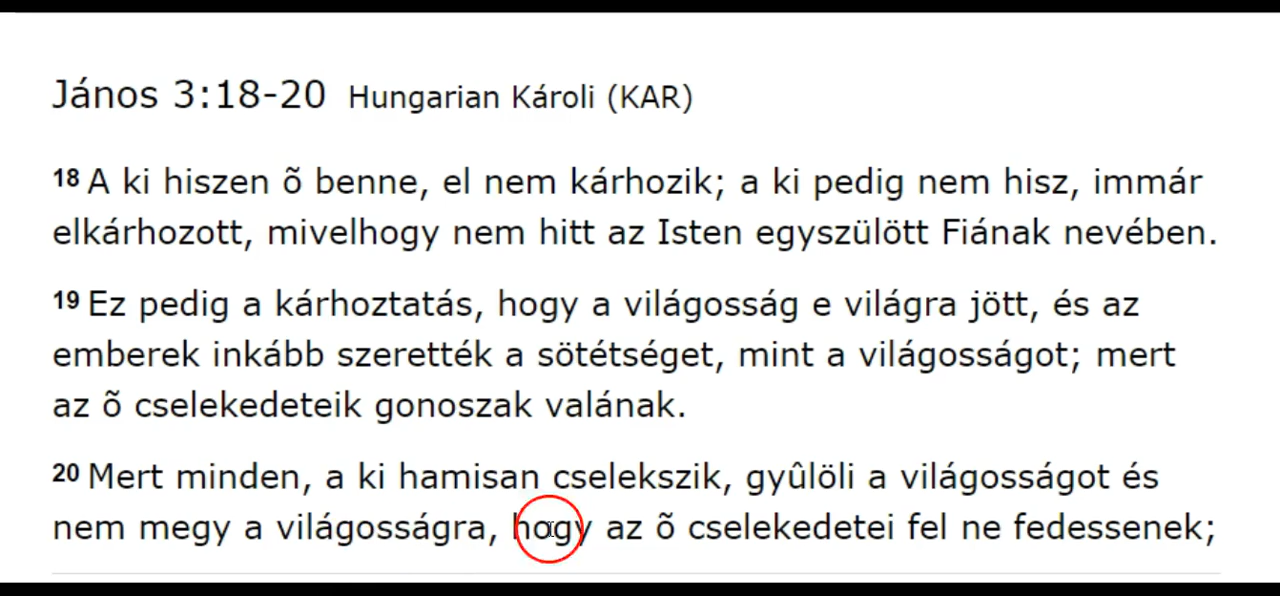 János 3:18-20 Hungarian Károli (KAR)
18 A ki hiszen õ benne, el nem kárhozik; a ki pedig nem hisz, immár
elkárhozott, mivelhogy nem hitt az Isten egyszülött Fiának nevében.
19 Ez pedig a kárhoztatás, hogy a világosság e világra jött, és az
emberek inkább szerették a sötétséget, mint a világosságot; mert
az õ cselekedeteik gonoszak valának.
20 Mert minden, a ki hamisan cselekszik, gyûlöli a világosságot és
nem megy a világosságra, hogy az õ cselekedetei fel ne fedessenek;